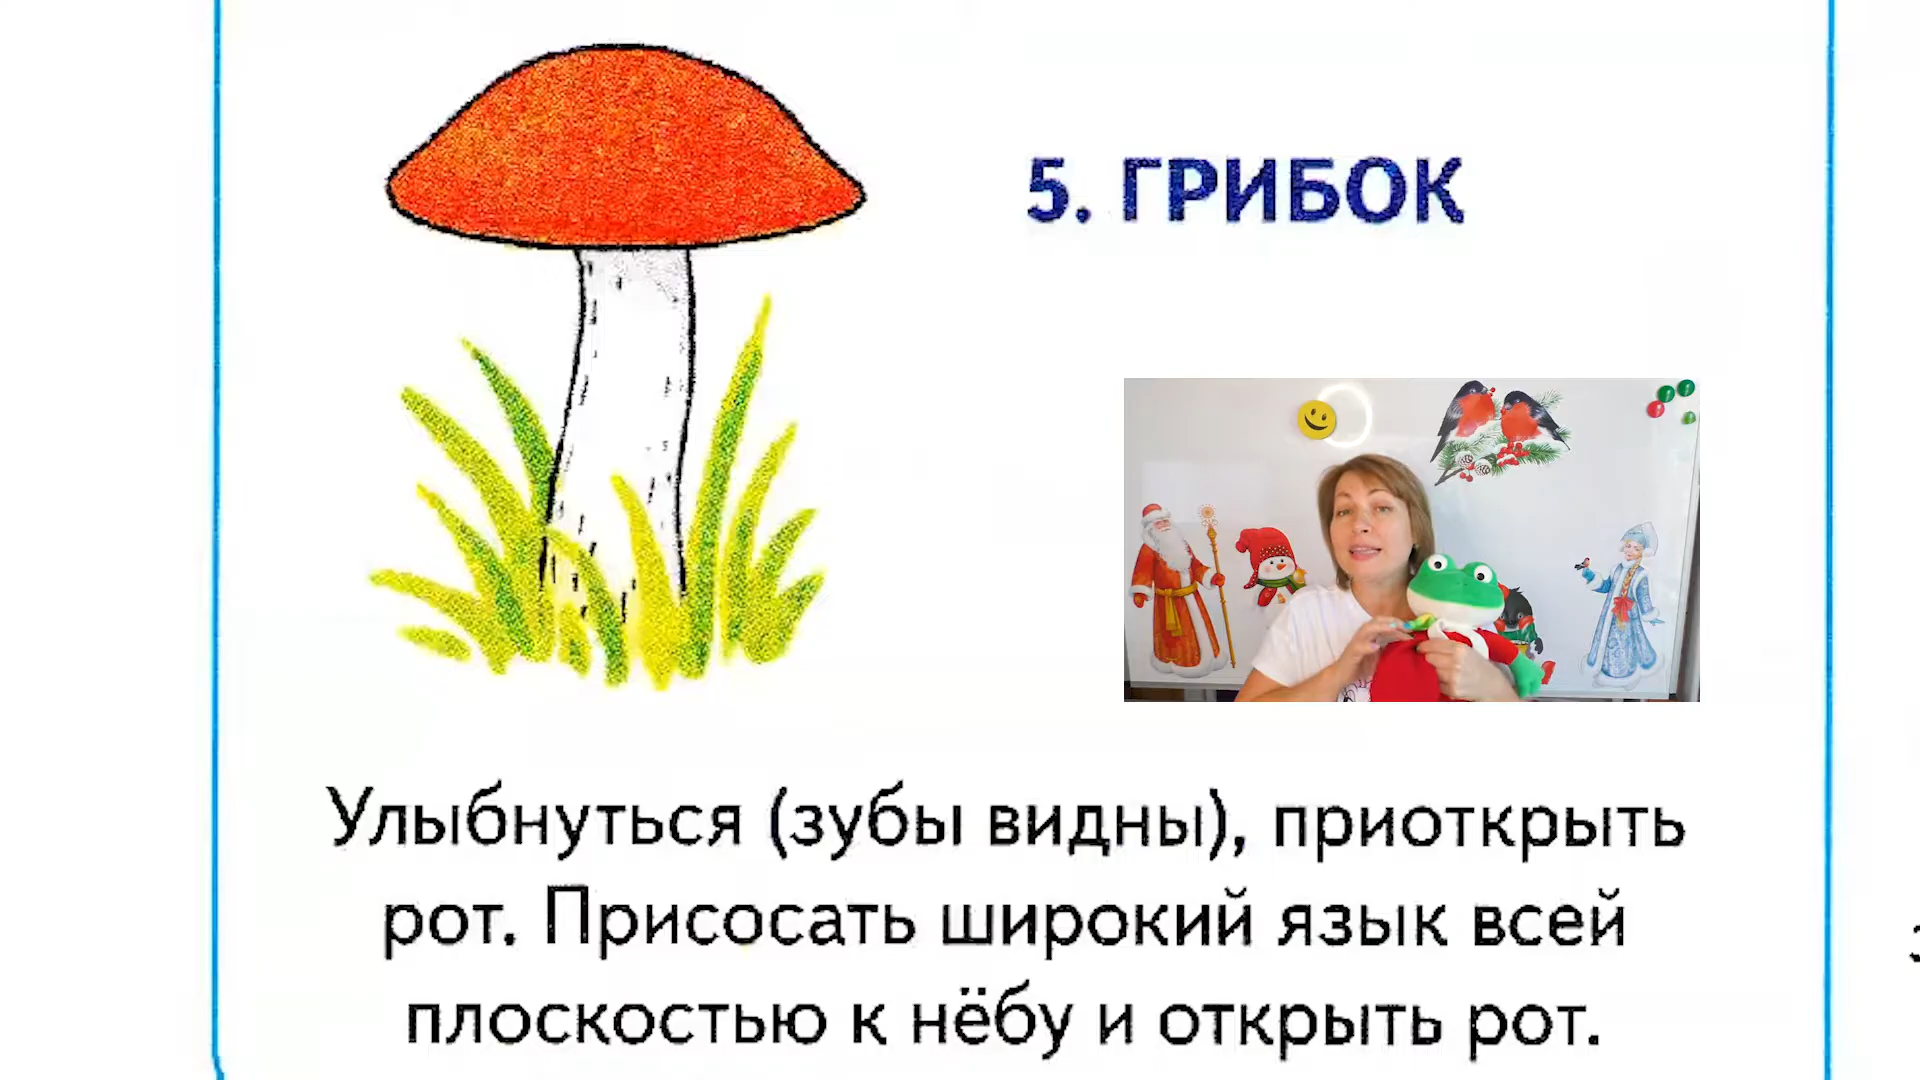 5. ГРИБОК
Улыбнуться (зубы видны), приоткрыть
рот. Присосать широкий язык всей
плоскостью к нёбу и открыть рот.